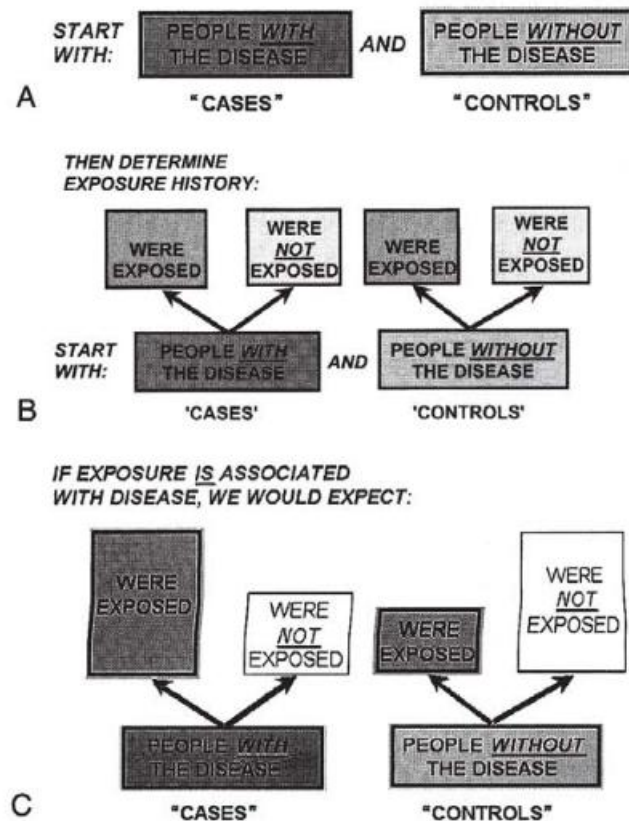 START
WITH:
PEOPLE WITH
THE DISEASE
AND
PEOPLE WITHOUT
THE DISEASE
A
"CASES"
"CONTROLS"
THEN DETERMINE
EXPOSURE HISTORY:
WERE
EXPOSED
WERE
NOT
EXPOSED
WERE
EXPOSED
WERE
NOT
EXPOSED
START
WITH:
PEOPLE WITH
THE DISEASE
AND
PEOPLE WITHOUT
THE DISEASE
B
'CASES'
'CONTROLS'
IF EXPOSURE IS ASSOCIATED
WITH DISEASE, WE WOULD EXPECT:
WERE
EXPOSED
WERE
NOT
EXPOSED
WERE
EXPOSED
WERE
NOT
EXPOSED
PEOPLE WITH
THE DISEASE
PEOPLE WITHOUT
THE DISEASE
C
"CASES"
"CONTROLS"